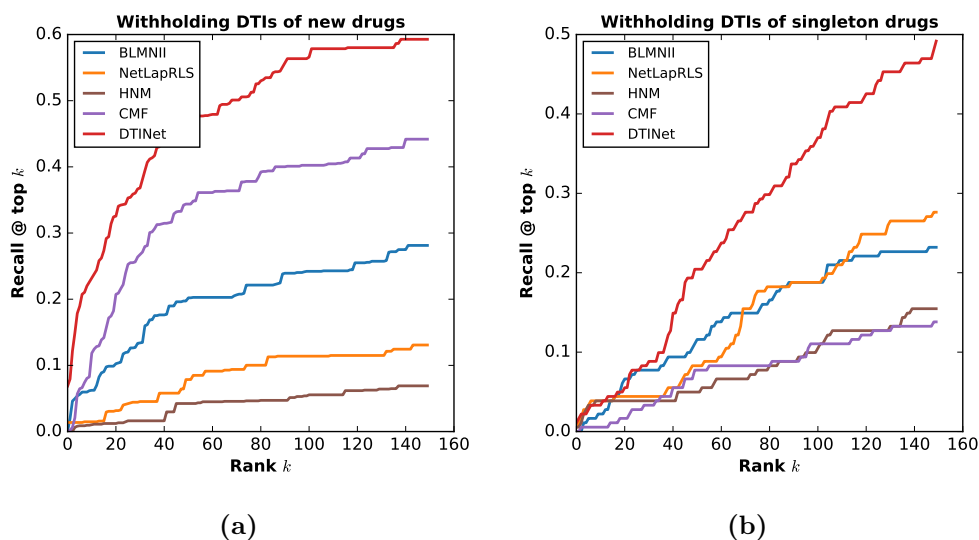 Withholding DTIs of new drugs
0.6
0.5
0.4
0.3
0.2
0.1
0.0
Recall @ top k
BLMNII
NetLapRLS
HNM
CMF
DTINet
0 20 40 60 80 100 120 140 160
Rank k
(a)
Withholding DTIs of singleton drugs
0.5
0.4
0.3
0.2
0.1
0.0
Recall @ top k
BLMNII
NetLapRLS
HNM
CMF
DTINet
0 20 40 60 80 100 120 140 160
Rank k
(b)